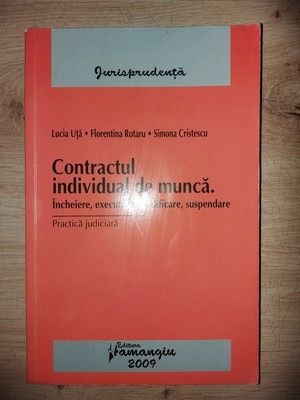 Jurisprudență
Lucia Uță • Florentina Rotaru • Simona Cristescu
Contractul
individual de muncă.
Încheiere, suspendare
Practică judiciară
Editura
Hamangiu
2009